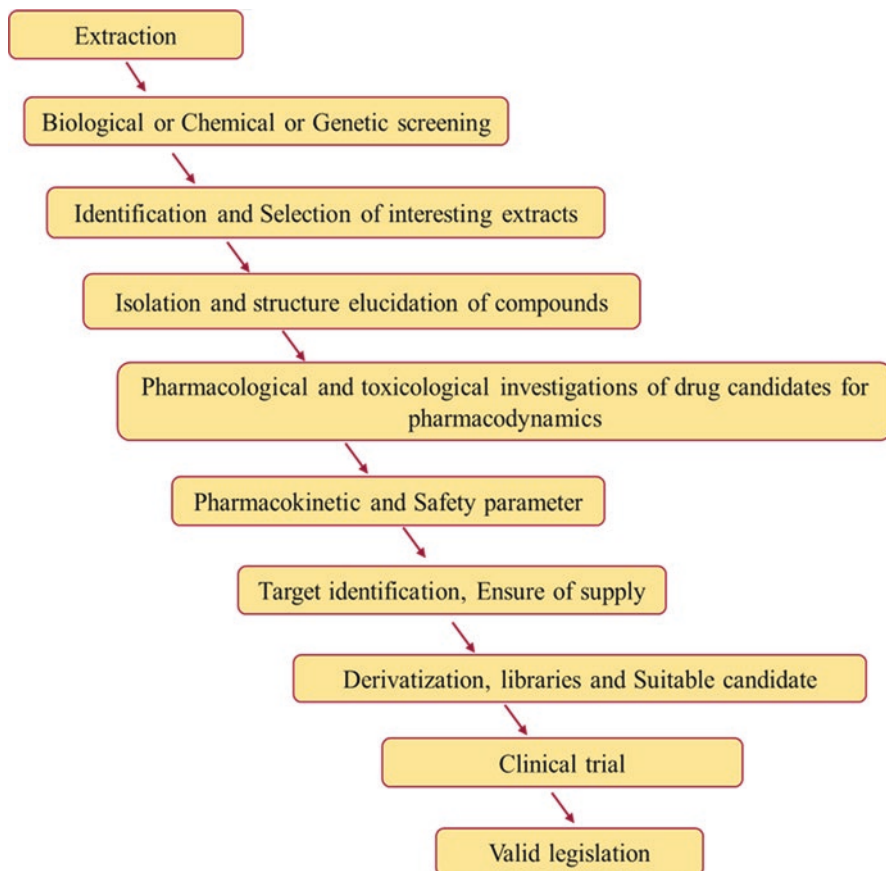 Extraction
Biological or Chemical or Genetic screening
Identification and Selection of interesting extracts
Isolation and structure elucidation of compounds
Pharmacological and toxicological investigations of drug candidates for
pharmacodynamics
Pharmacokinetic and Safety parameter
Target identification, Ensure of supply
Derivatization, libraries and Suitable candidate
Clinical trial
Valid legislation